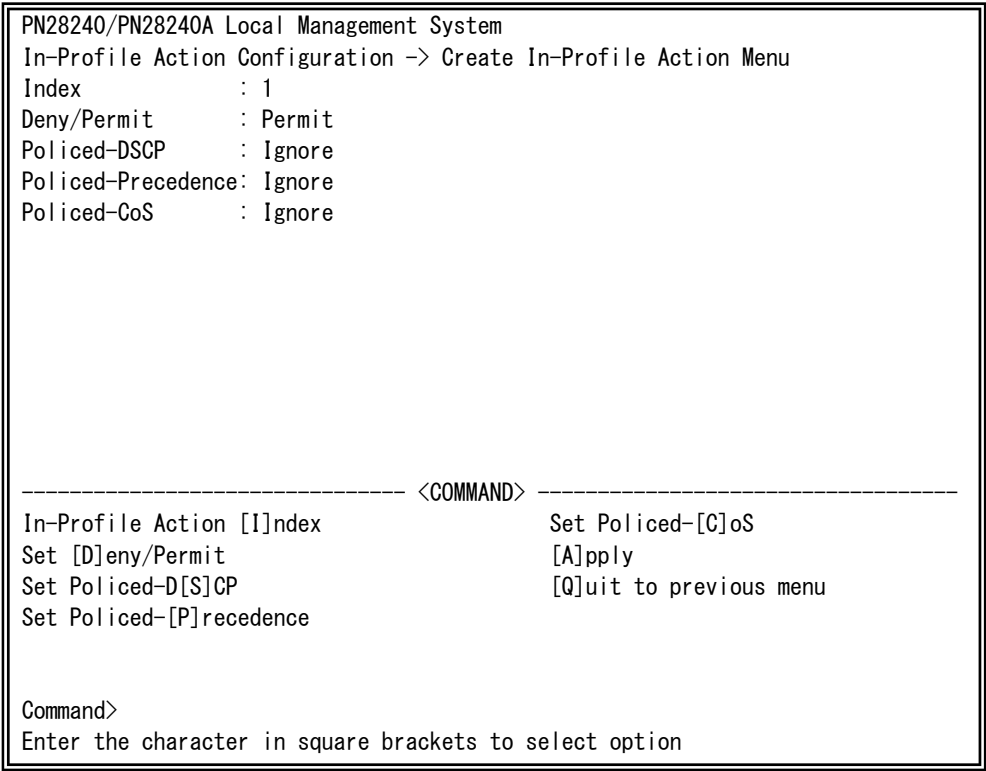 PN28240/PN28240A Local Management System
In-Profile Action Configuration -> Create In-Profile Action Menu
Index             : 1
Deny/Permit       : Permit
Policed-DSCP      : Ignore
Policed-Precedence: Ignore
Policed-CoS       : Ignore
-------------------------------- <COMMAND> -----------------------------------
In-Profile Action [I]ndex                   Set Policed-[C]oS
Set [D]eny/Permit                           [A]pply
Set Policed-D[S]CP                          [Q]uit to previous menu
Set Policed-[P]recedence
Command>
Enter the character in square brackets to select option